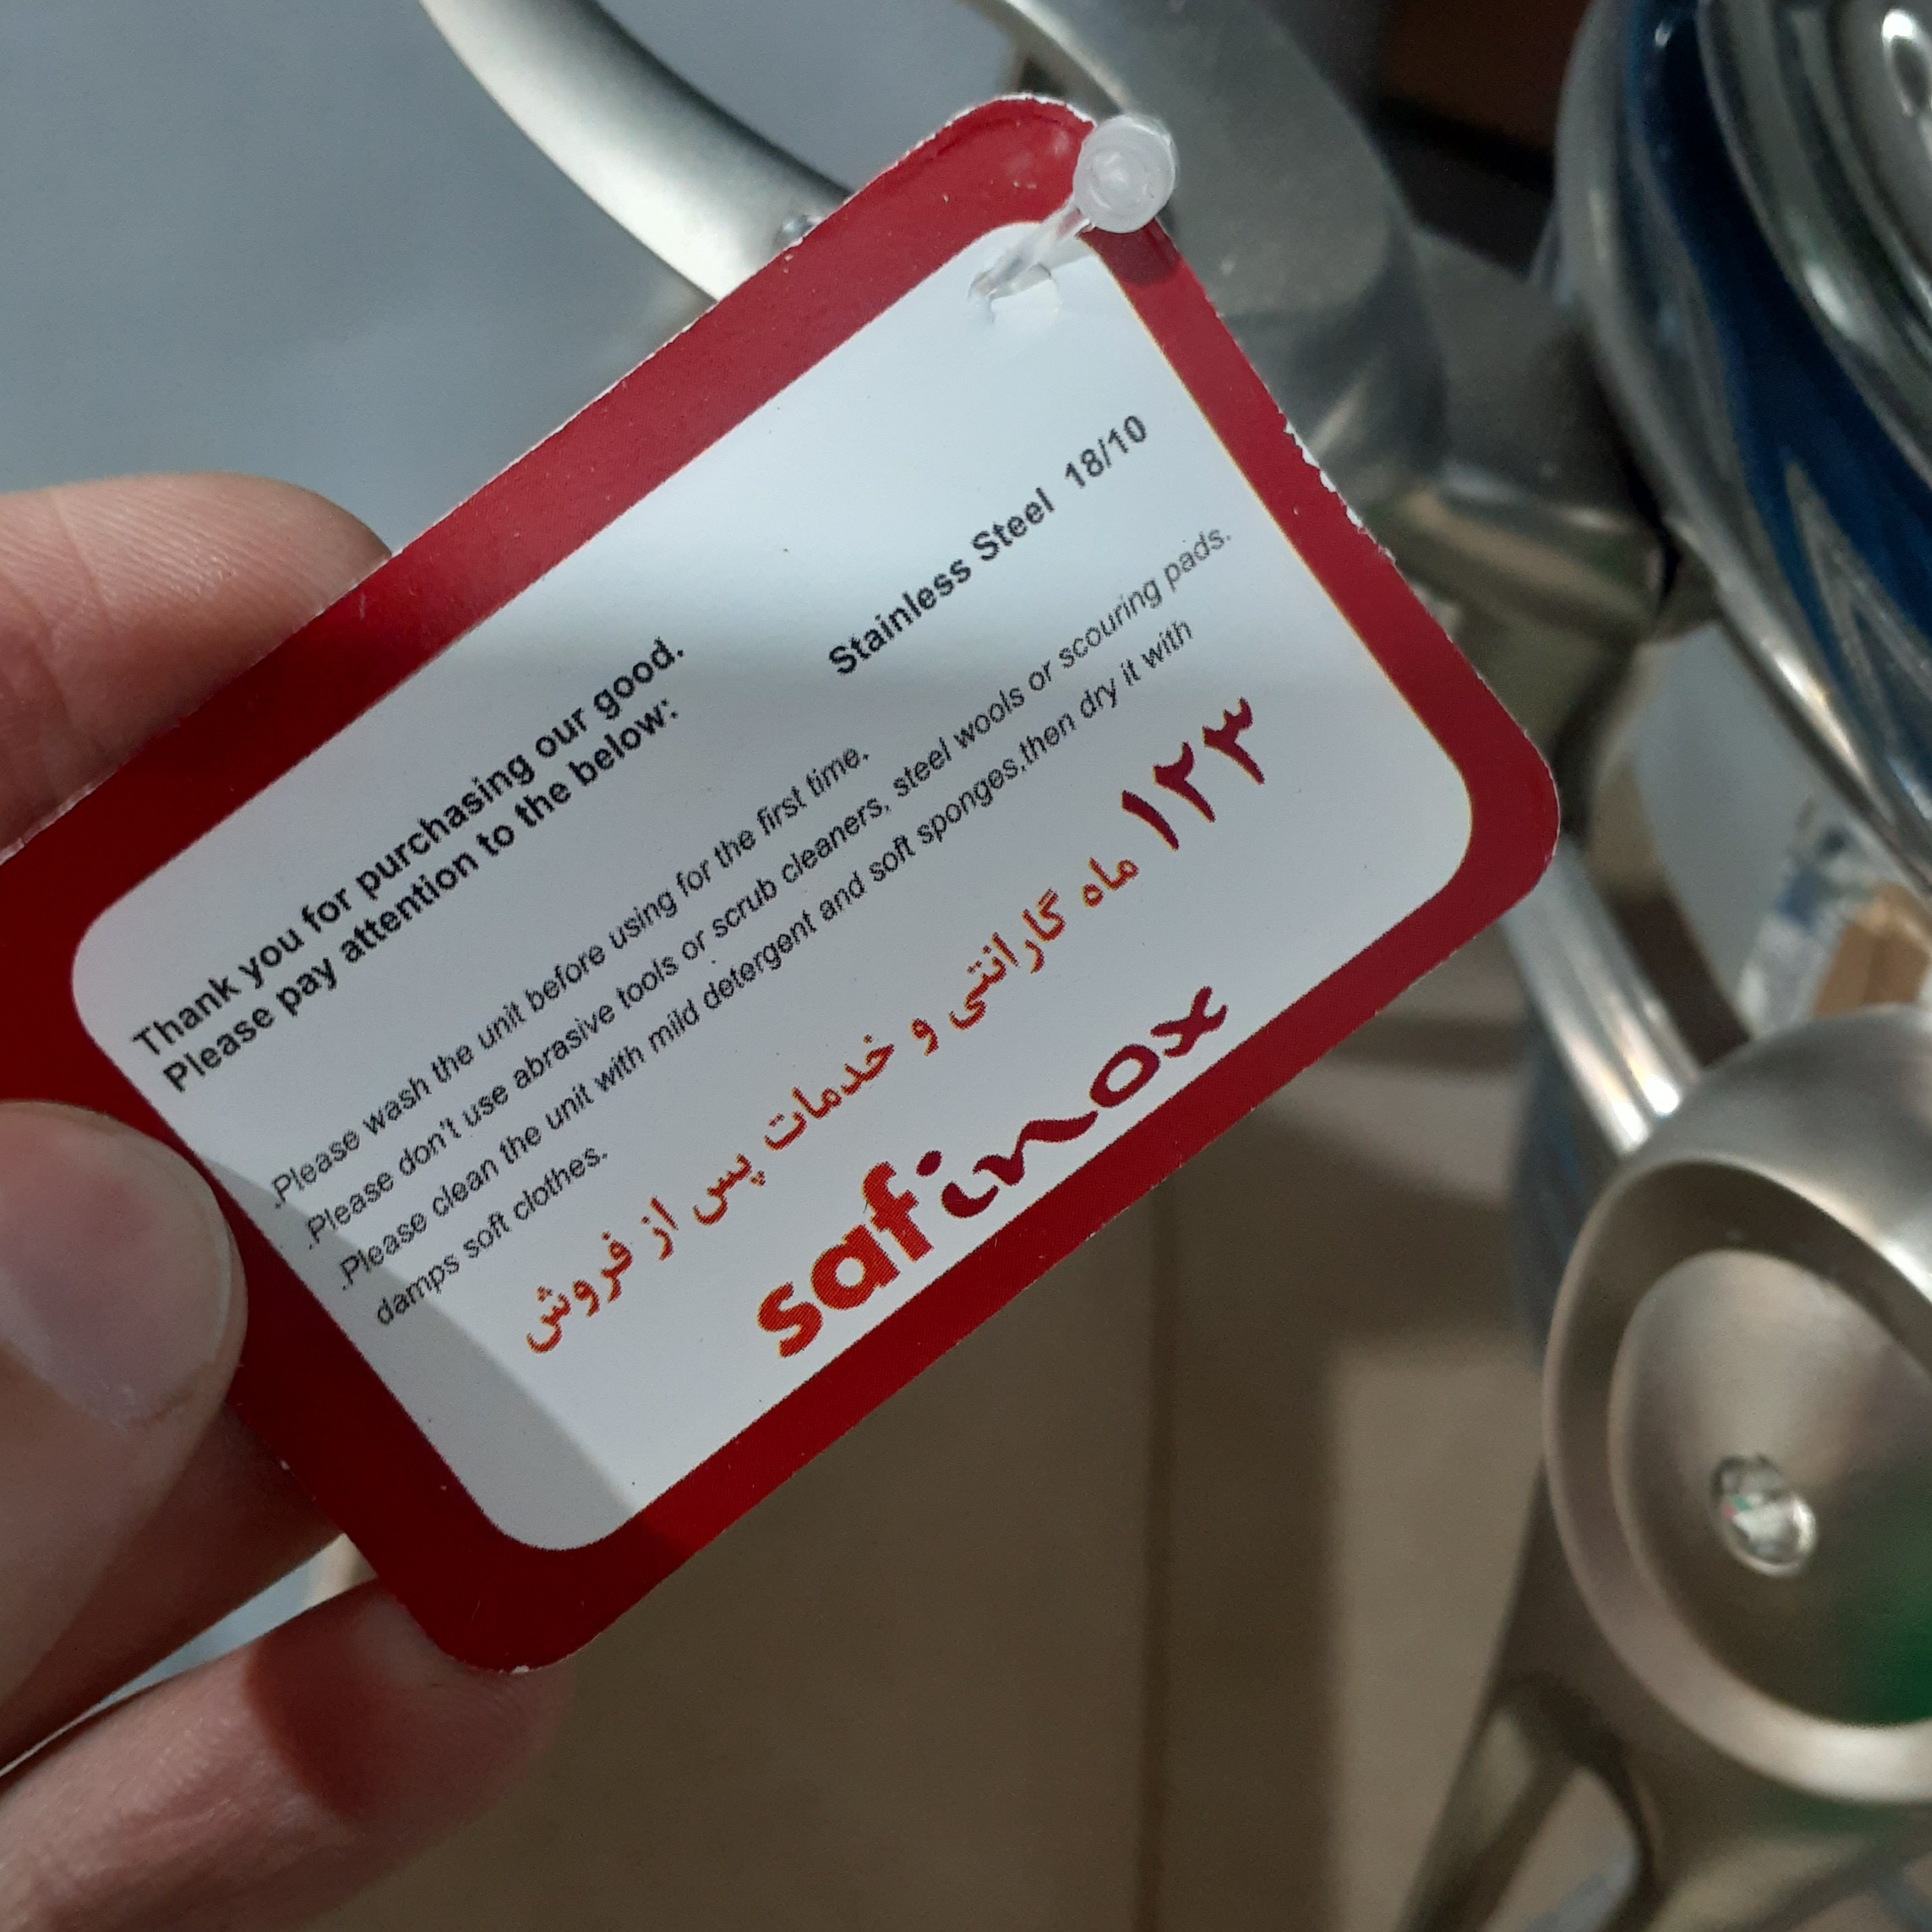 Thank you for purchasing our good.
Please pay attention to the below:
Stainless Steel 18/10
.Please wash the unit before using for the first time.
.Please don't use abrasive tools or scrub cleaners, steel wools or scouring pads.
.Please clean the unit with mild detergent and soft sponges,then dry it with
damps soft clothes.
۱۲۳ ماه گارانتی و خدمات پس از فروش
safinox